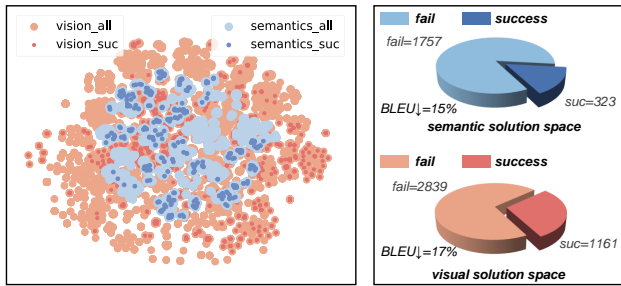 vision_all
semantics_all
vision_suc
semantics_suc
fail
success
fail=1757
suc=323
BLEU↓=15%
semantic solution space
fail
success
fail=2839
suc=1161
BLEU↓=17%
visual solution space